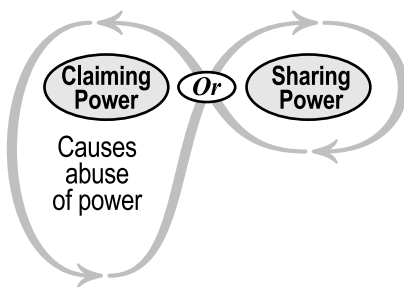 Claiming
Power
Or
Sharing
Power
Causes
abuse
of power